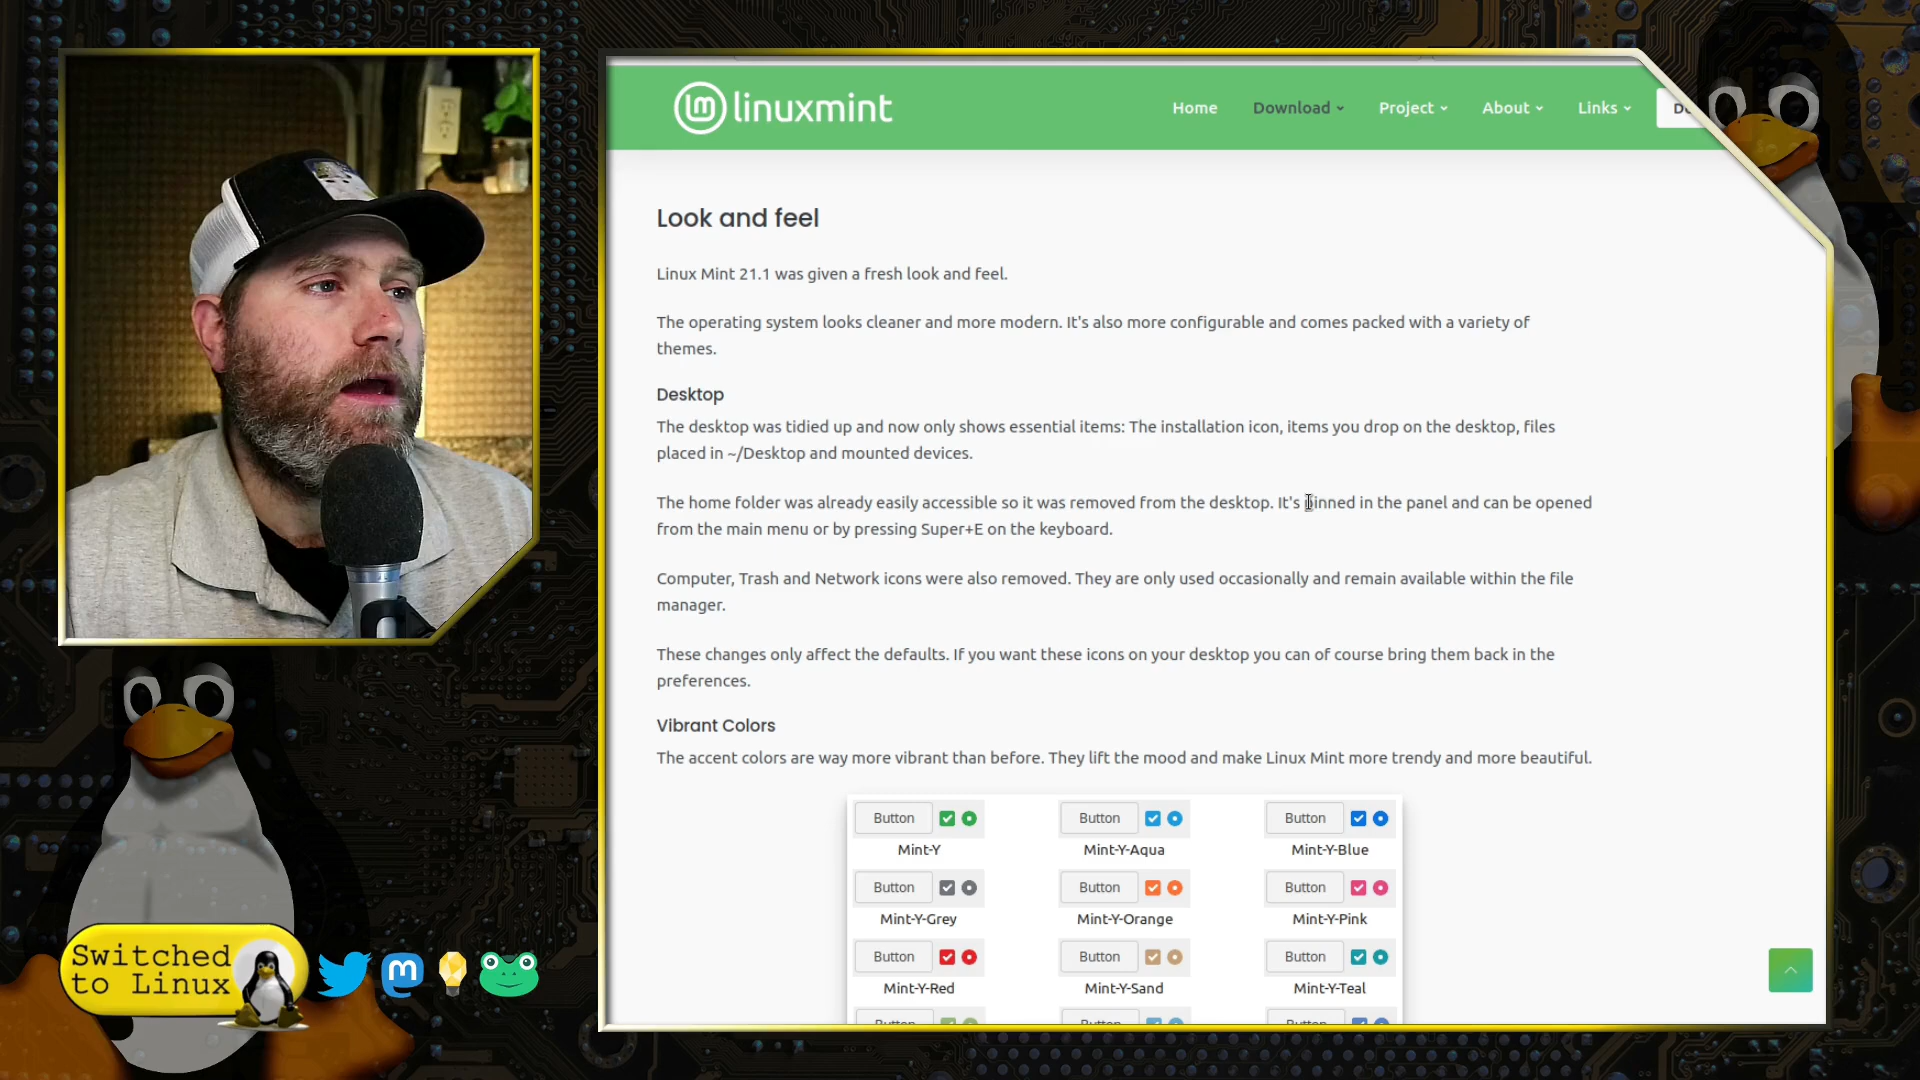 linuxmint
Home
Download
Project
About
Links
Look and feel
Linux Mint 21.1 was given a fresh look and feel.
The operating system looks cleaner and more modern. It's also more configurable and comes packed with a variety of
themes.
Desktop
The desktop was tidied up and now only shows essential items: The installation icon, items you drop on the desktop, files
placed in ~/Desktop and mounted devices.
The home folder was already easily accessible so it was removed from the desktop. It's pinned in the panel and can be opened
from the main menu or by pressing Super+E on the keyboard.
Computer, Trash and Network icons were also removed. They are only used occasionally and remain available within the file
manager.
These changes only affect the defaults. If you want these icons on your desktop you can of course bring them back in the
preferences.
Vibrant Colors
The accent colors are way more vibrant than before. They lift the mood and make Linux Mint more trendy and more beautiful.
Button Button Button
Mint-Y Mint-Y-Aqua Mint-Y-Blue
Button Button Button
Mint-Y-Grey Mint-Y-Orange Mint-Y-Pink
Button Button Button
Mint-Y-Red Mint-Y-Sand Mint-Y-Teal
Button Button Button
Switched
to Linux